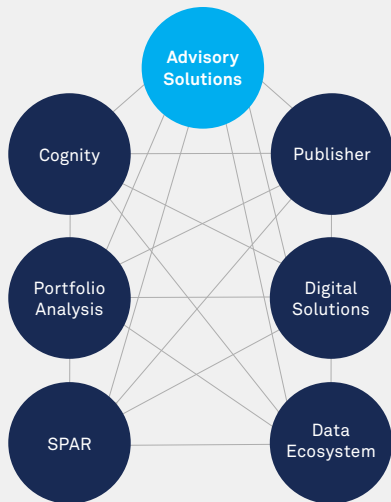 Advisory
Solutions
Cognity
Publisher
Portfolio
Analysis
Digital
Solutions
SPAR
Data
Ecosystem